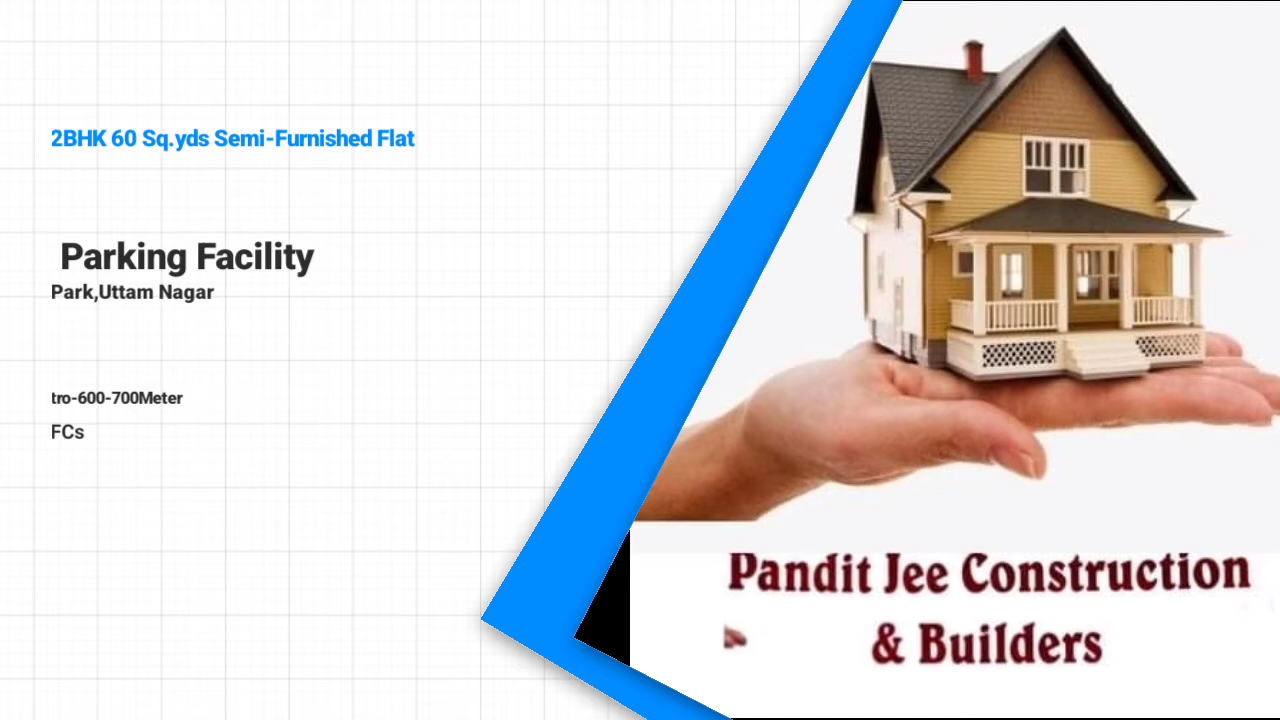 2BHK 60 Sq.yds Semi-Furnished Flat
Parking Facility
Park,Uttam Nagar
tro-600-700Meter
FCs
Pandit Jee Construction
& Builders